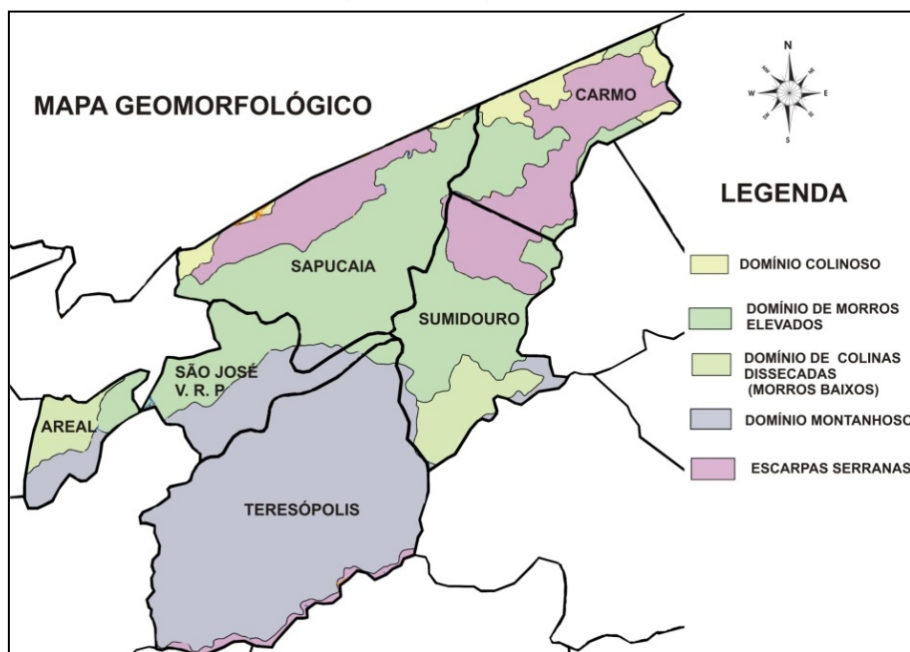 MAPA GEOMORFOLÓGICO
CARMO
N
W
E
S
LEGENDA
SAPUCAIA
SUMIDOURO
SÃO JOSÉ
V. R. P.
AREAL
TERESÓPOLIS
DOMÍNIO COLINOSO
DOMÍNIO DE MORROS
ELEVADOS
DOMÍNIO DE COLINAS
DISSECADAS
(MORROS BAIXOS)
DOMÍNIO MONTANHOSO
ESCARPAS SERRANAS